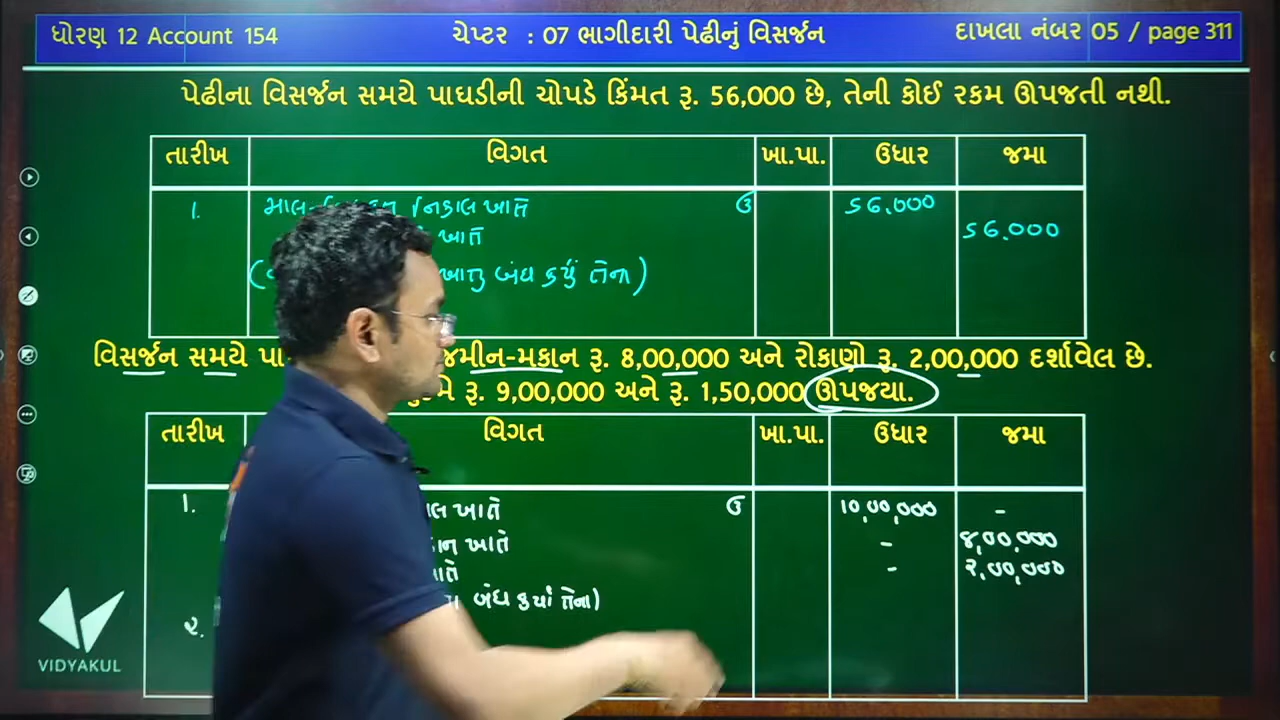 ધોરણ 12 Account 154 ચેપ્ટર : 07 ભાગીદારી પેઢીનું વિસર્જન દાખલા નંબર 05 / page 311
પેઢીના વિસર્જન સમયે પાઘડીની ચોપડે કિંમત રૂ. 56,000 છે, તેની કોઈ રકમ ઊપજતી નથી.
તારીખ વિગત ખા.પા. ઉધાર જમા
1. માલ- નિકાલ ખાતે ઉ 56,000
ખાતે 56,000
ખાતુ બંધ કર્યું તેના)
વિસર્જન સમયે જમીન-મકાન રૂ. 8,00,000 અને રોકાણો રૂ. 2,00,000 દર્શાવેલ છે.
રૂ. 9,00,000 અને રૂ. 1,50,000 ઊપજયા.
તારીખ વિગત ખા.પા. ઉધાર જમા
1. ખાતે ઉ 10,00,000 -
ખાતે - 8,00,000
- 2,00,000
બંધ કર્યાં તેના)
૨.
VIDYAKUL